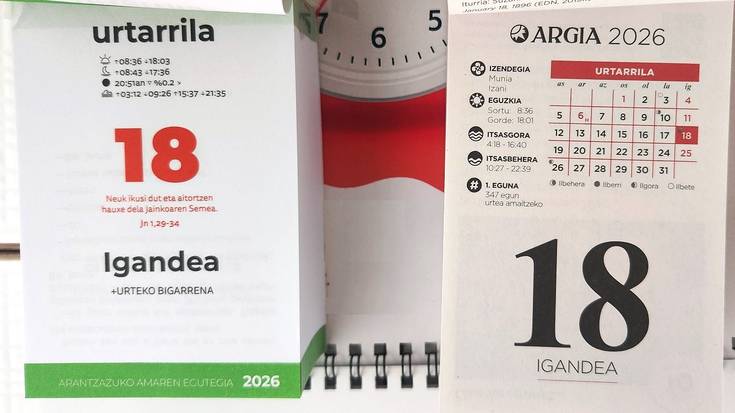 urtarrila
↑08:36 ↓18:03
↑08:43 ↓17:36
20:51an ▿ %0.2 >
↑03:12 ↓09:26 ↑15:37 ↓21:35
18
Neuk ikusi dut eta aitortzen
hauxe dela Jainkoaren Semea.
Jn 1,29-34
Igandea
+URTEKO BIGARRENA
ARANTZAZUKO AMAREN EGUTEGIA 2026
7 6 5
January 18, 1896 (EDN,
ARGIA 2026
IZENDEGIA
Munia
Izani
EGUZKIA
Sortu: 8:36
Gorde: 18:01
ITSASGORA
4:18 - 16:40
ITSASBEHERA
10:27 - 22:39
# 1. EGUNA
347 egun
urtea amaitzeko
URTARRILA
as ar az os ol la ig
1 2 3 4
5 6 7 8 9 10 11
12 13 14 15 16 17 18
19 20 21 22 23 24 25
26 27 28 29 30 31
Ilbehera Ilberri Ilgora Ilbete
18
IGANDEA